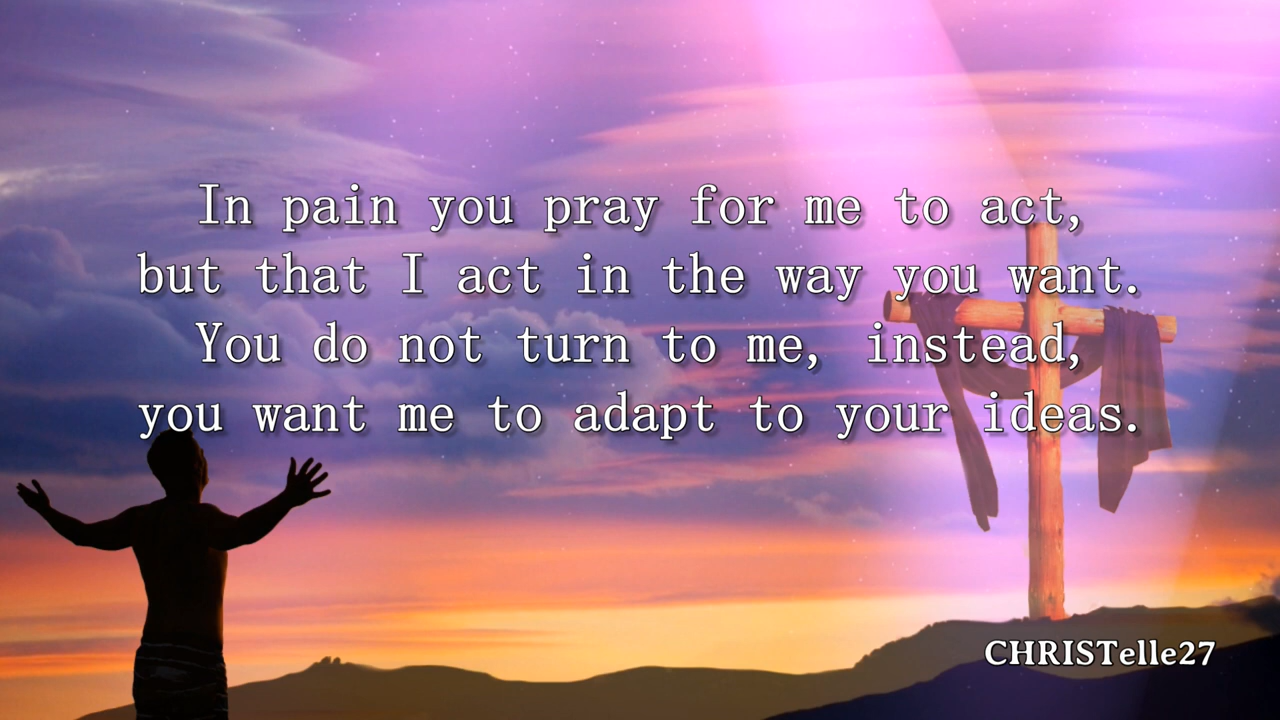 In pain you pray for me to act,
but that I act in the way you want.
You do not turn to me, instead,
you want me to adapt to your ideas.
CHRISTelle27